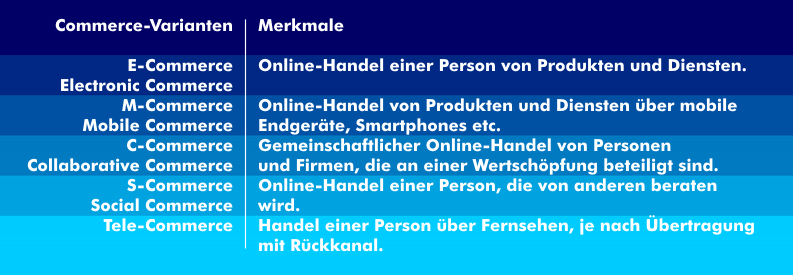 Commerce-Varianten Merkmale
E-Commerce Online-Handel einer Person von Produkten und Diensten.
Electronic Commerce
M-Commerce Online-Handel von Produkten und Diensten über mobile
Mobile Commerce Endgeräte, Smartphones etc.
C-Commerce Gemeinschaftlicher Online-Handel von Personen
Collaborative Commerce und Firmen, die an einer Wertschöpfung beteiligt sind.
S-Commerce Online-Handel einer Person, die von anderen beraten
Social Commerce wird.
Tele-Commerce Handel einer Person über Fernsehen, je nach Übertragung
mit Rückkanal.